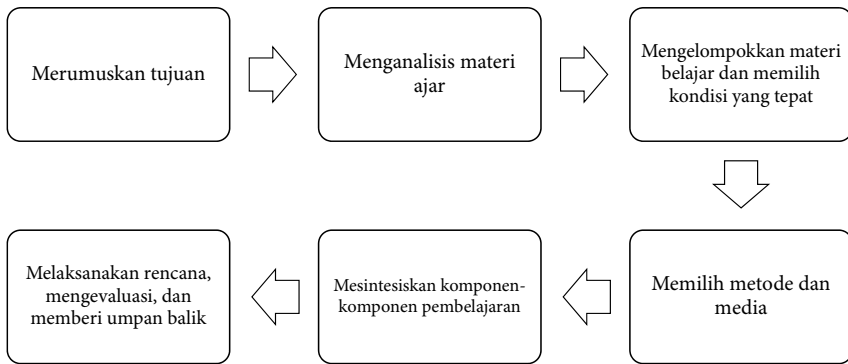 Merumuskan tujuan
Menganalisis materi
ajar
Mengelompokkan materi
belajar dan memilih
kondisi yang tepat
Memilih metode dan
media
Mesintesiskan komponen-
komponen pembelajaran
Melaksanakan rencana,
mengevaluasi, dan
memberi umpan balik